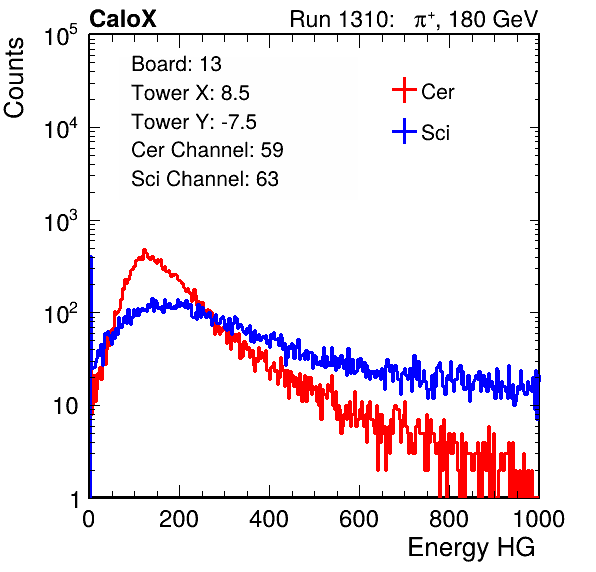 CaloX Run 1310: π⁺, 180 GeV
Counts
10⁵
10⁴
10³
10²
10
1
Board: 13
Tower X: 8.5
Tower Y: -7.5
Cer Channel: 59
Sci Channel: 63
Cer
Sci
0 200 400 600 800 1000
Energy HG